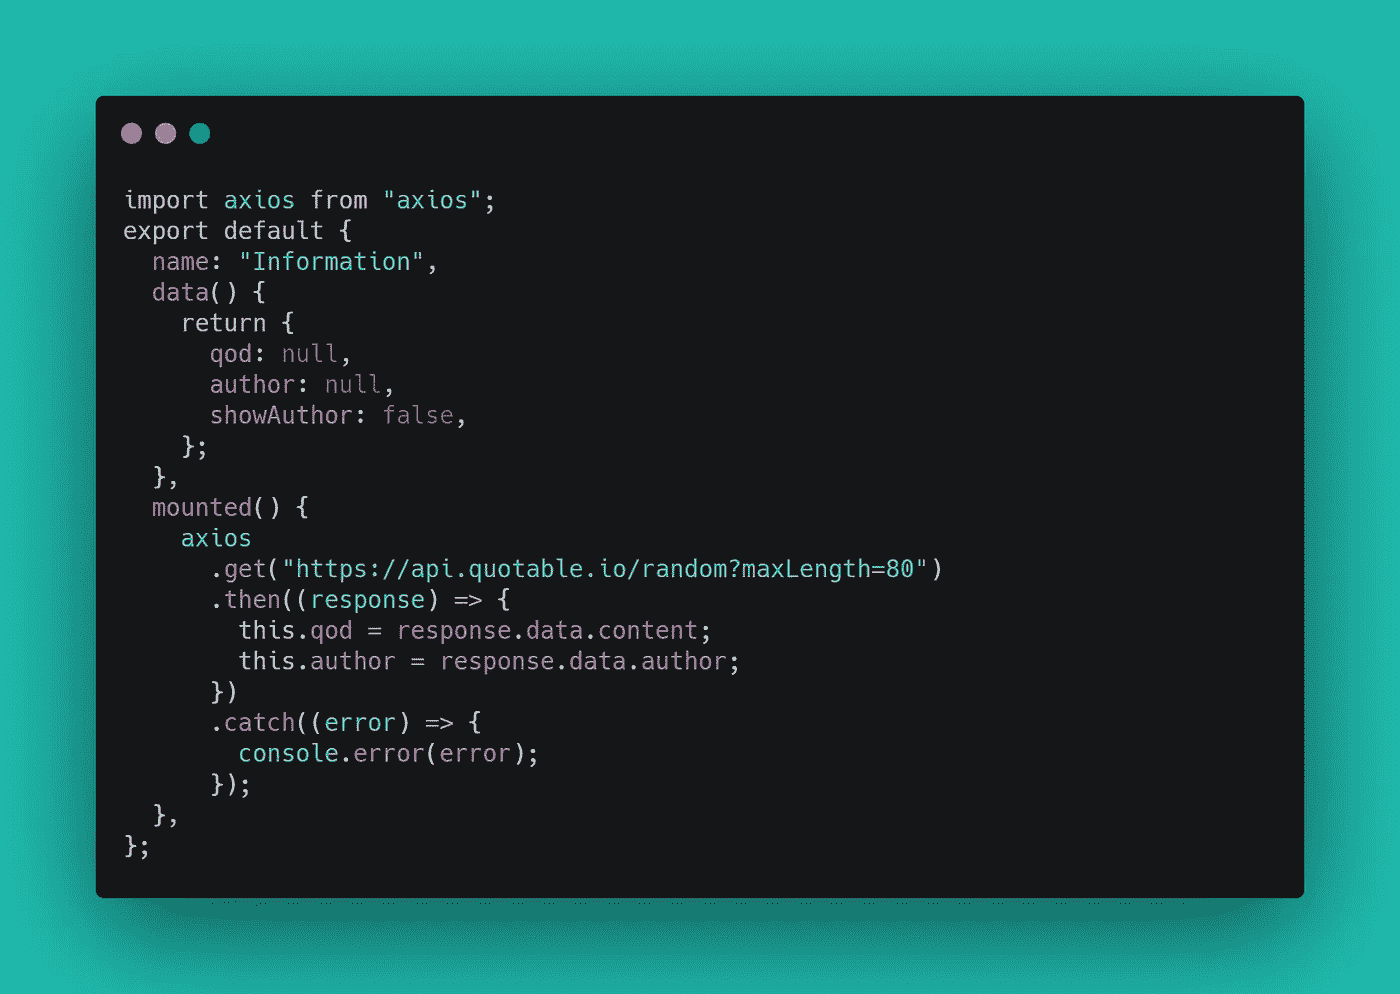 import axios from "axios";
export default {
  name: "Information",
  data() {
    return {
      qod: null,
      author: null,
      showAuthor: false,
    };
  },
  mounted() {
    axios
      .get("https://api.quotable.io/random?maxLength=80")
      .then((response) => {
        this.qod = response.data.content;
        this.author = response.data.author;
      })
      .catch((error) => {
        console.error(error);
      });
  },
};